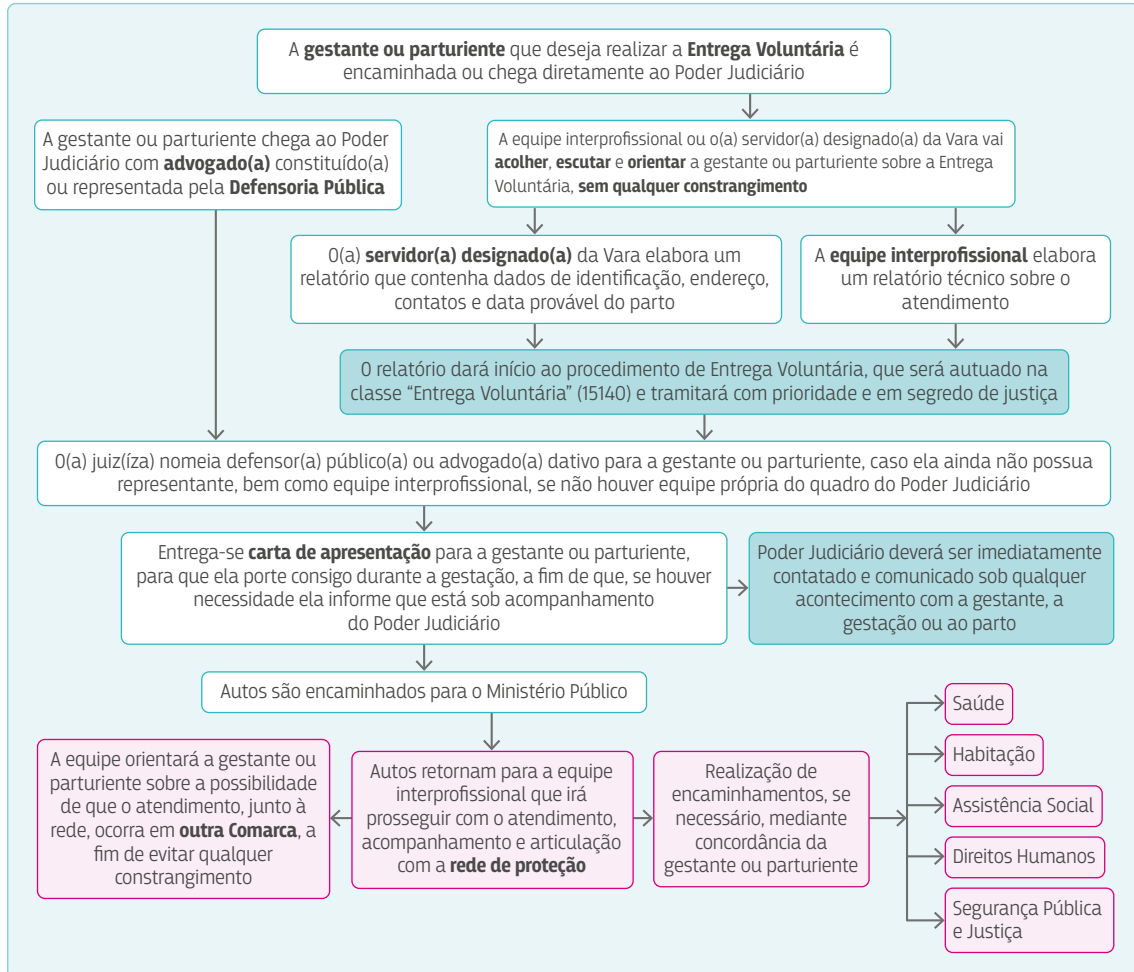 A gestante ou parturiente que deseja realizar a Entrega Voluntária é
encaminhada ou chega diretamente ao Poder Judiciário
A gestante ou parturiente chega ao Poder
Judiciário com advogado(a) constituído(a)
ou representada pela Defensoria Pública
A equipe interprofissional ou o(a) servidor(a) designado(a) da Vara vai
acolher, escutar e orientar a gestante ou parturiente sobre a Entrega
Voluntária, sem qualquer constrangimento
O(a) servidor(a) designado(a) da Vara elabora um
relatório que contenha dados de identificação, endereço,
contatos e data provável do parto
A equipe interprofissional elabora
um relatório técnico sobre o
atendimento
O relatório dará início ao procedimento de Entrega Voluntária, que será autuado na
classe “Entrega Voluntária” (15140) e tramitará com prioridade e em segredo de justiça
O(a) juiz(íza) nomeia defensor(a) público(a) ou advogado(a) dativo para a gestante ou parturiente, caso ela ainda não possua
representante, bem como equipe interprofissional, se não houver equipe própria do quadro do Poder Judiciário
Entrega-se carta de apresentação para a gestante ou parturiente,
para que ela porte consigo durante a gestação, a fim de que, se houver
necessidade ela informe que está sob acompanhamento
do Poder Judiciário
Poder Judiciário deverá ser imediatamente
contatado e comunicado sob qualquer
acontecimento com a gestante, a
gestação ou ao parto
Autos são encaminhados para o Ministério Público
A equipe orientará a gestante ou
parturiente sobre a possibilidade
de que o atendimento, junto à
rede, ocorra em outra Comarca, a
fim de evitar qualquer
constrangimento
Autos retornam para a equipe
interprofissional que irá
prosseguir com o atendimento,
acompanhamento e articulação
com a rede de proteção
Realização de
encaminhamentos, se
necessário, mediante
concordância da
gestante ou parturiente
Saúde
Habitação
Assistência Social
Direitos Humanos
Segurança Pública
e Justiça